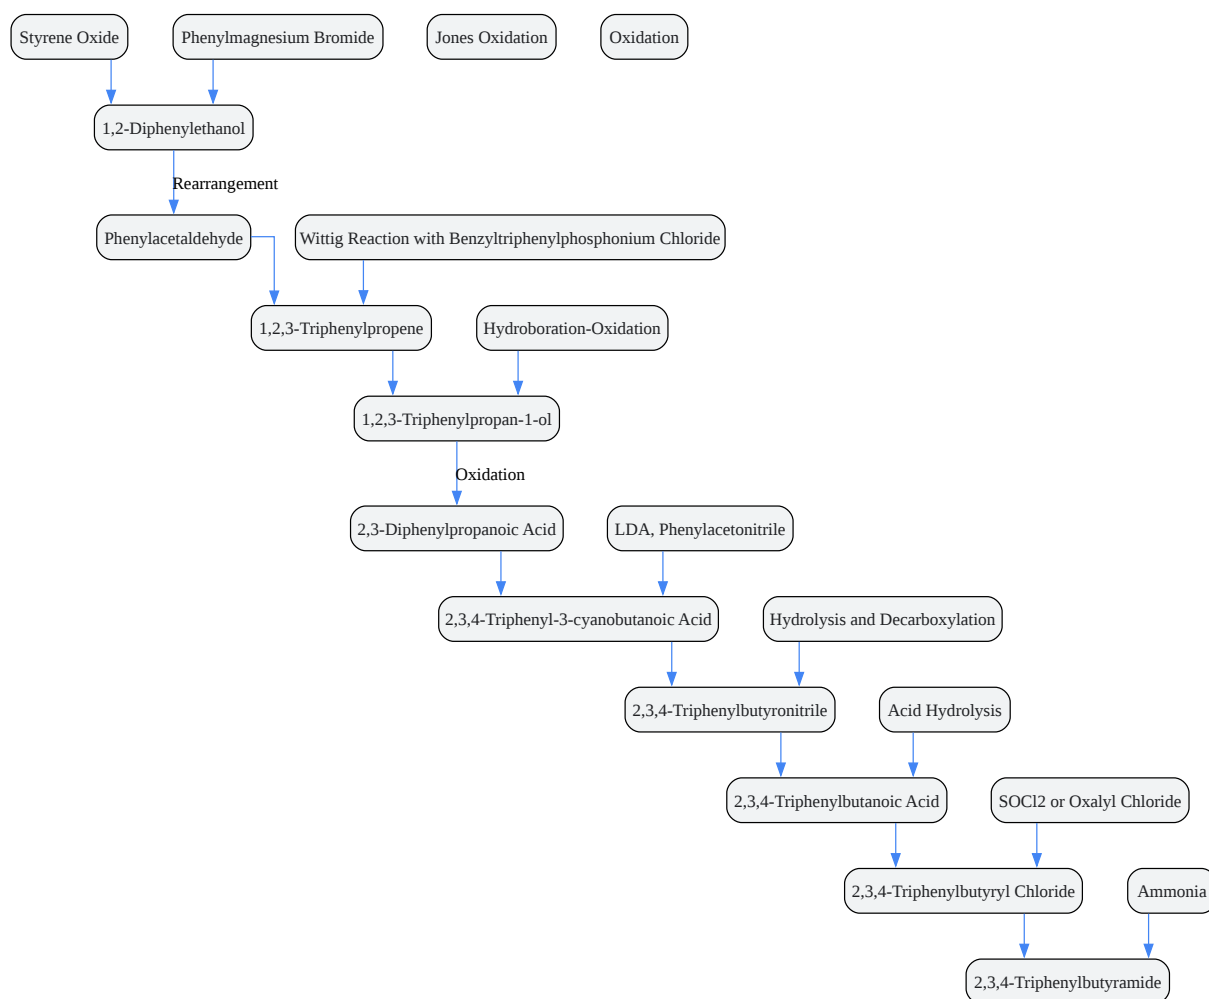 Styrene Oxide
Phenylmagnesium Bromide
Jones Oxidation
Oxidation
1,2-Diphenylethanol
Rearrangement
Phenylacetaldehyde
Wittig Reaction with Benzyltriphenylphosphonium Chloride
1,2,3-Triphenylpropene
Hydroboration-Oxidation
1,2,3-Triphenylpropan-1-ol
Oxidation
2,3-Diphenylpropanoic Acid
LDA, Phenylacetonitrile
2,3,4-Triphenyl-3-cyanobutanoic Acid
Hydrolysis and Decarboxylation
2,3,4-Triphenylbutyronitrile
Acid Hydrolysis
2,3,4-Triphenylbutanoic Acid
SOCl2 or Oxalyl Chloride
2,3,4-Triphenylbutyryl Chloride
Ammonia
2,3,4-Triphenylbutyramide